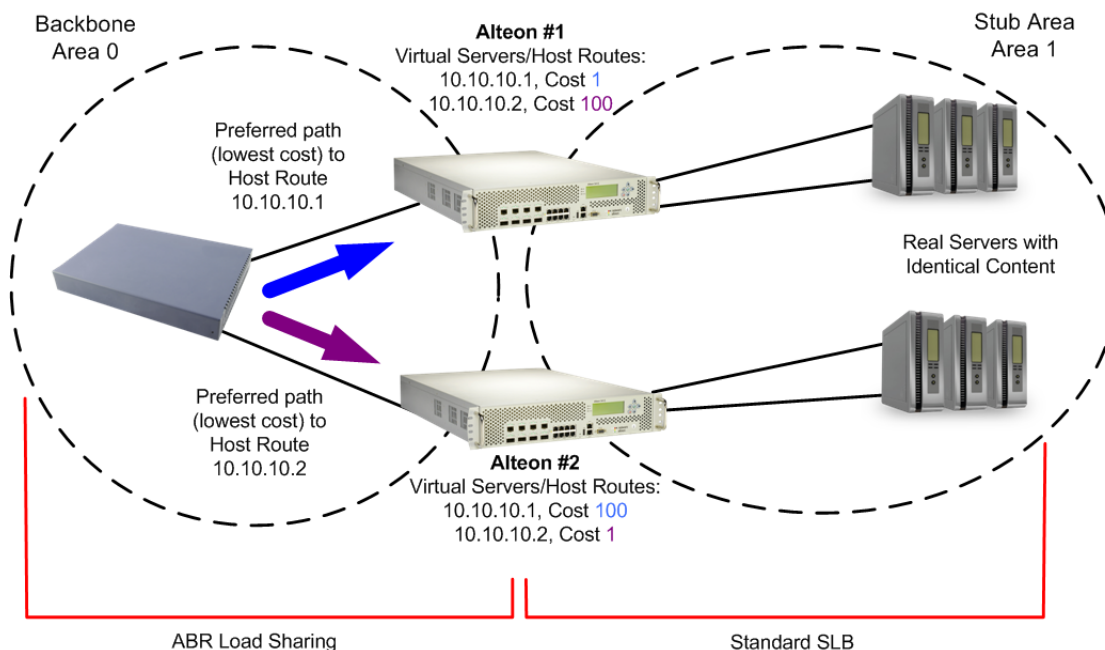 Backbone
Area 0
Alteon #1
Virtual Servers/Host Routes:
10.10.10.1, Cost 1
10.10.10.2, Cost 100
Stub Area
Area 1
Preferred path
(lowest cost) to
Host Route
10.10.10.1
Real Servers with
Identical Content
Preferred path
(lowest cost) to
Host Route
10.10.10.2
Alteon #2
Virtual Servers/Host Routes:
10.10.10.1, Cost 100
10.10.10.2, Cost 1
ABR Load Sharing
Standard SLB